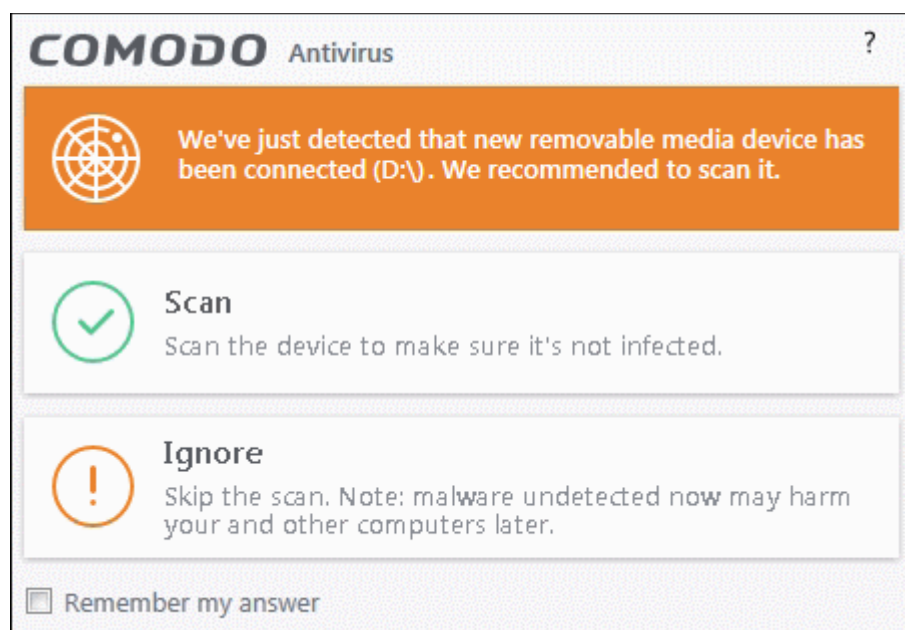 COMODO Antivirus ?
We've just detected that new removable media device has
been connected (D:\). We recommended to scan it.
Scan
Scan the device to make sure it's not infected.
Ignore
Skip the scan. Note: malware undetected now may harm
your and other computers later.
Remember my answer